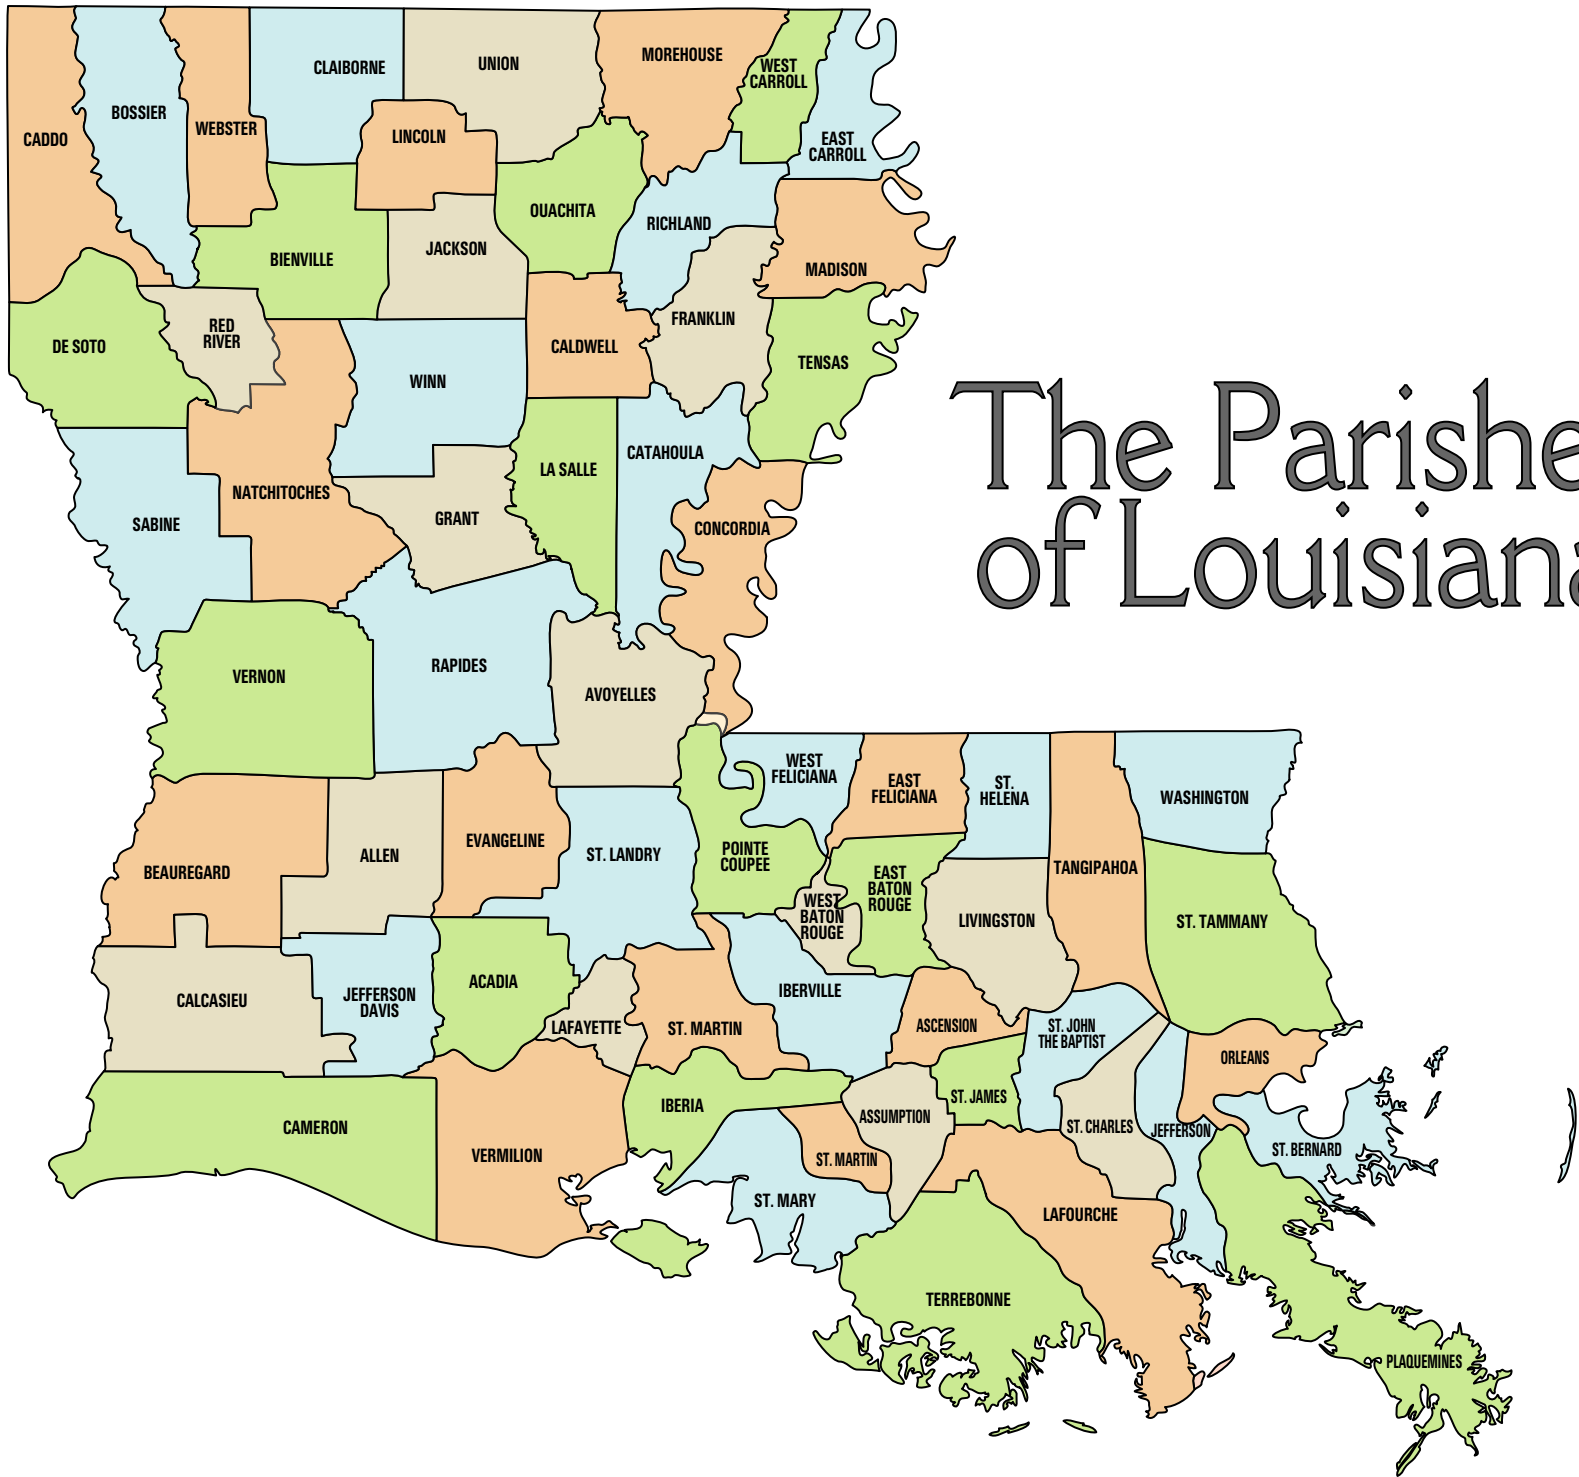 The Parishe
of Louisiana
CADDO
BOSSIER
WEBSTER
CLAIBORNE
UNION
MOREHOUSE
WEST
CARROLL
EAST
CARROLL
LINCOLN
OUACHITA
RICHLAND
MADISON
BIENVILLE
JACKSON
DE SOTO
RED
RIVER
CALDWELL
FRANKLIN
TENSAS
WINN
NATCHITOCHES
SABINE
GRANT
LA SALLE
CATAHOULA
CONCORDIA
VERNON
RAPIDES
AVOYELLES
WEST
FELICIANA
EAST
FELICIANA
ST.
HELENA
TANGIPAHOA
WASHINGTON
BEAUREGARD
ALLEN
EVANGELINE
ST. LANDRY
POINTE
COUPEE
WEST
BATON
ROUGE
EAST
BATON
ROUGE
LIVINGSTON
ST. TAMMANY
CALCASIEU
JEFFERSON
DAVIS
ACADIA
LAFAYETTE
ST. MARTIN
IBERVILLE
ASCENSION
ST. JOHN
THE BAPTIST
ORLEANS
CAMERON
VERMILION
IBERIA
ST. MARTIN
ASSUMPTION
ST. JAMES
ST. CHARLES
JEFFERSON
ST. BERNARD
ST. MARY
LAFOURCHE
TERREBONNE
PLAQUEMINES